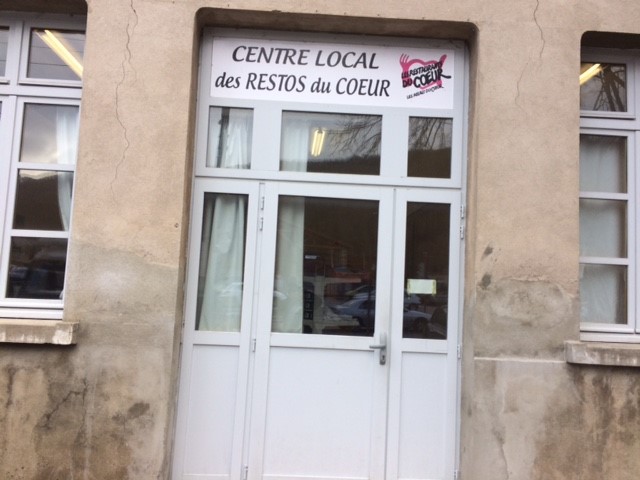 CENTRE LOCAL
des RESTOS du COEUR
LES RESTAURANTS
DU COEUR